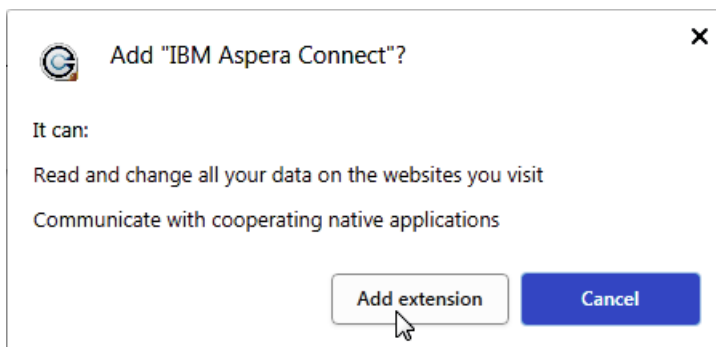 Add "IBM Aspera Connect"?
It can:
Read and change all your data on the websites you visit
Communicate with cooperating native applications
Add extension
Cancel